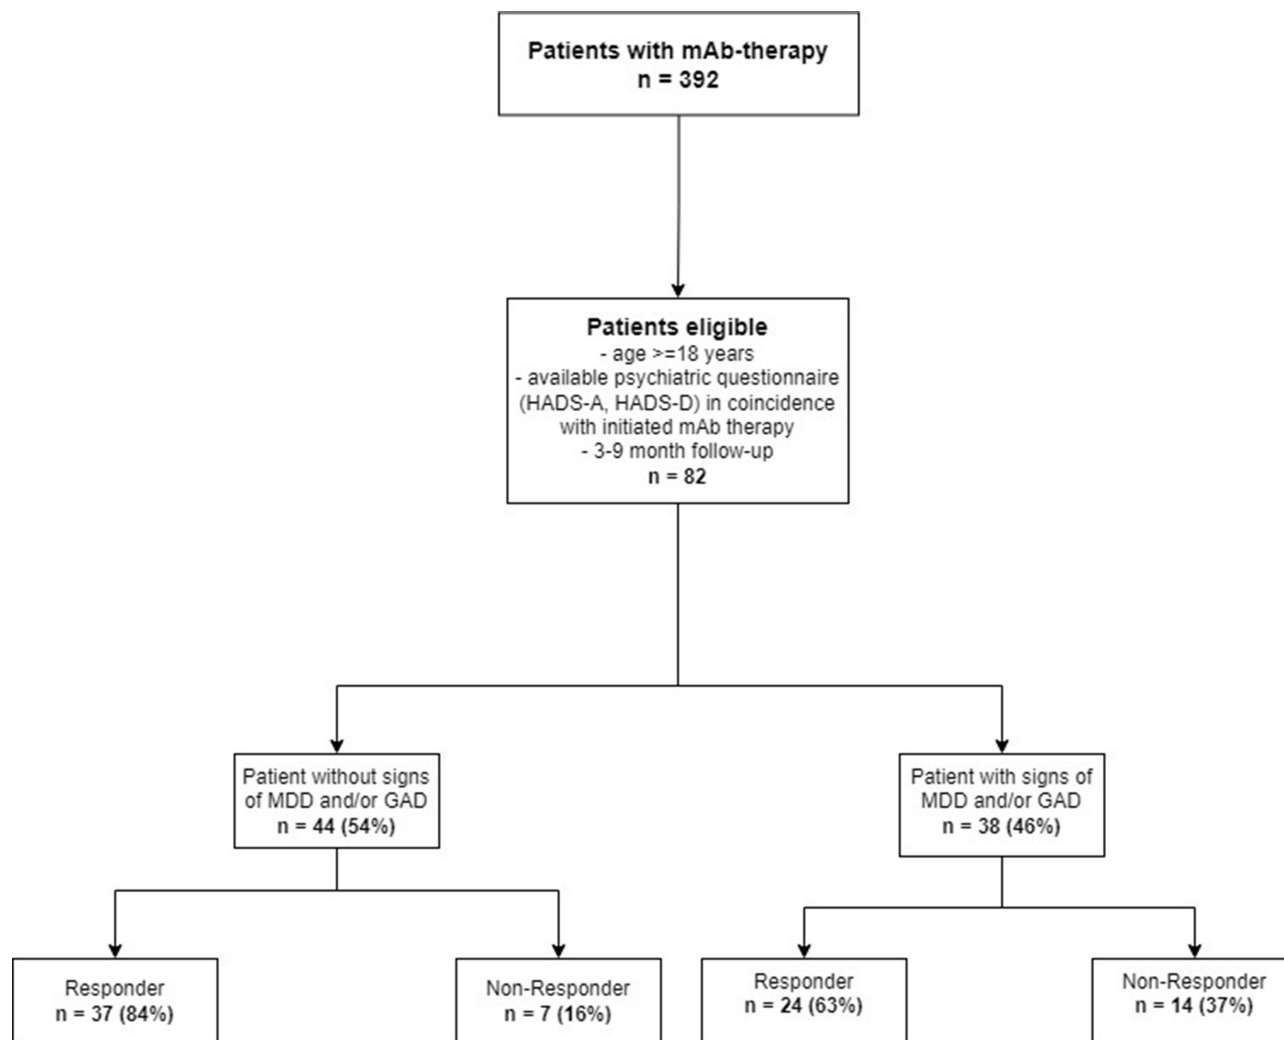 Patients with mAb-therapy
n = 392
Patients eligible
- age >=18 years
- available psychiatric questionnaire
(HADS-A, HADS-D) in coincidence
with initiated mAb therapy
- 3-9 month follow-up
n = 82
Patient without signs
of MDD and/or GAD
n = 44 (54%)
Patient with signs of
MDD and/or GAD
n = 38 (46%)
Responder
n = 37 (84%)
Non-Responder
n = 7 (16%)
Responder
n = 24 (63%)
Non-Responder
n = 14 (37%)